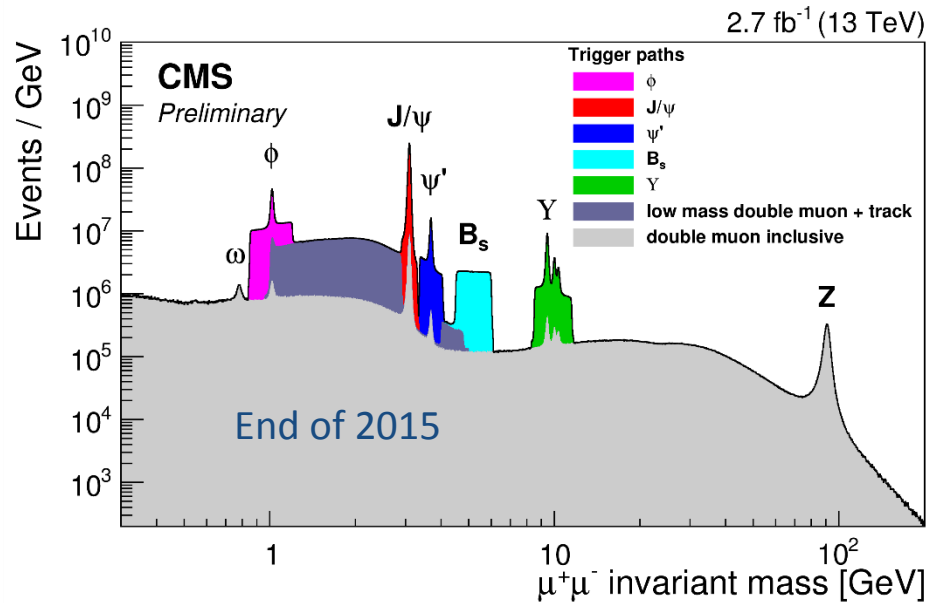 2.7 fb⁻¹ (13 TeV)
Events / GeV
10¹⁰
10⁹
10⁸
10⁷
10⁶
10⁵
10⁴
10³
CMS
Preliminary
Trigger paths
ϕ
J/ψ
ψ'
Bₛ
Υ
low mass double muon + track
double muon inclusive
ω
ϕ
J/ψ
ψ'
Bₛ
Υ
Z
End of 2015
1
10
10²
μ⁺μ⁻ invariant mass [GeV]